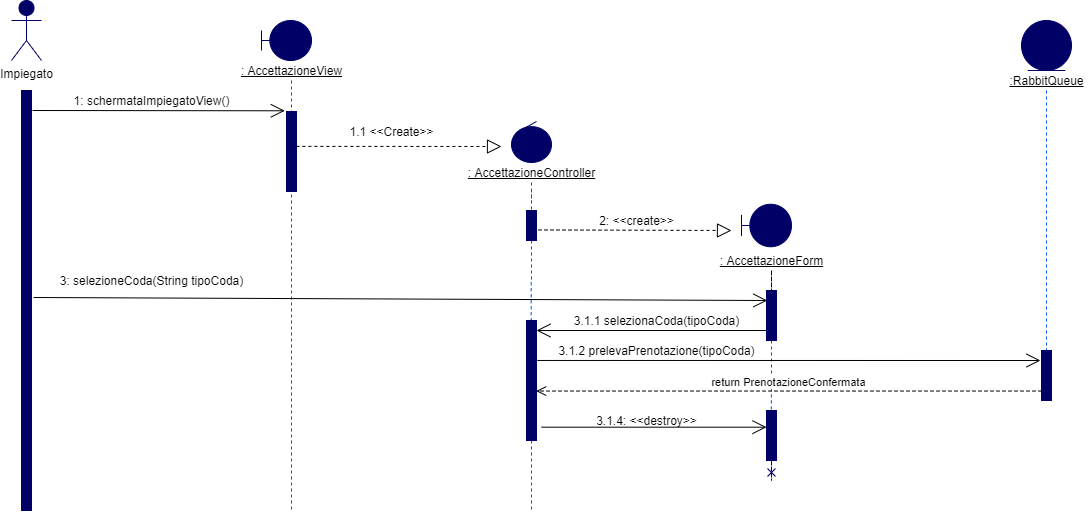 Impiegato
: AccettazioneView
: RabbitQueue
1: schermataImpiegatoView()
1.1 <<Create>>
: AccettazioneController
2: <<create>>
: AccettazioneForm
3: selezioneCoda(String tipoCoda)
3.1.1 selezionaCoda(tipoCoda)
3.1.2 prelevaPrenotazione(tipoCoda)
return PrenotazioneConfermata
3.1.4: <<destroy>>